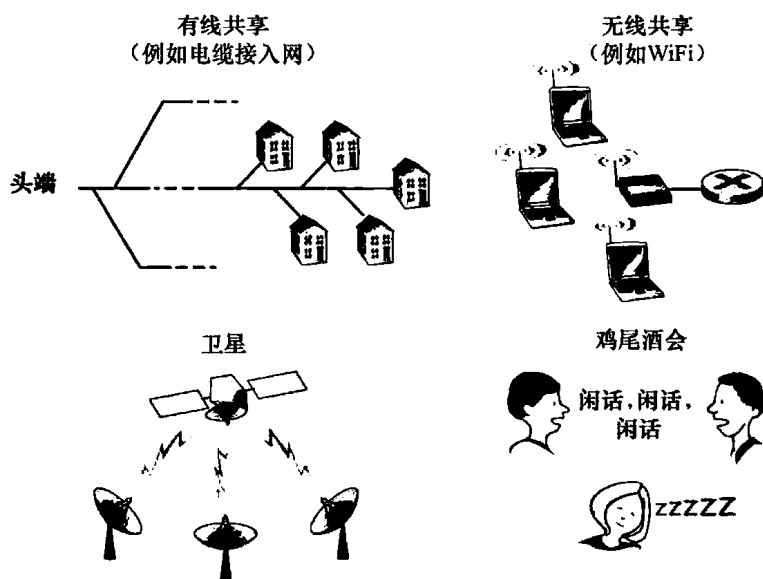 有线共享
（例如电缆接入网）
无线共享
（例如WiFi）
头端
卫星
鸡尾酒会
闲话,闲话,
闲话
zzZZZ